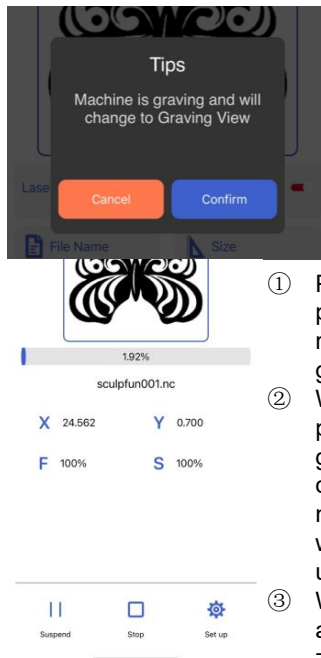 Tips
Machine is graving and will
change to Graving View
Cancel Confirm
File Name Size
1.92%
sculpfun001.nc
X 24.562 Y 0.700
F 100% S 100%
Suspend Stop Set up
①
②
③